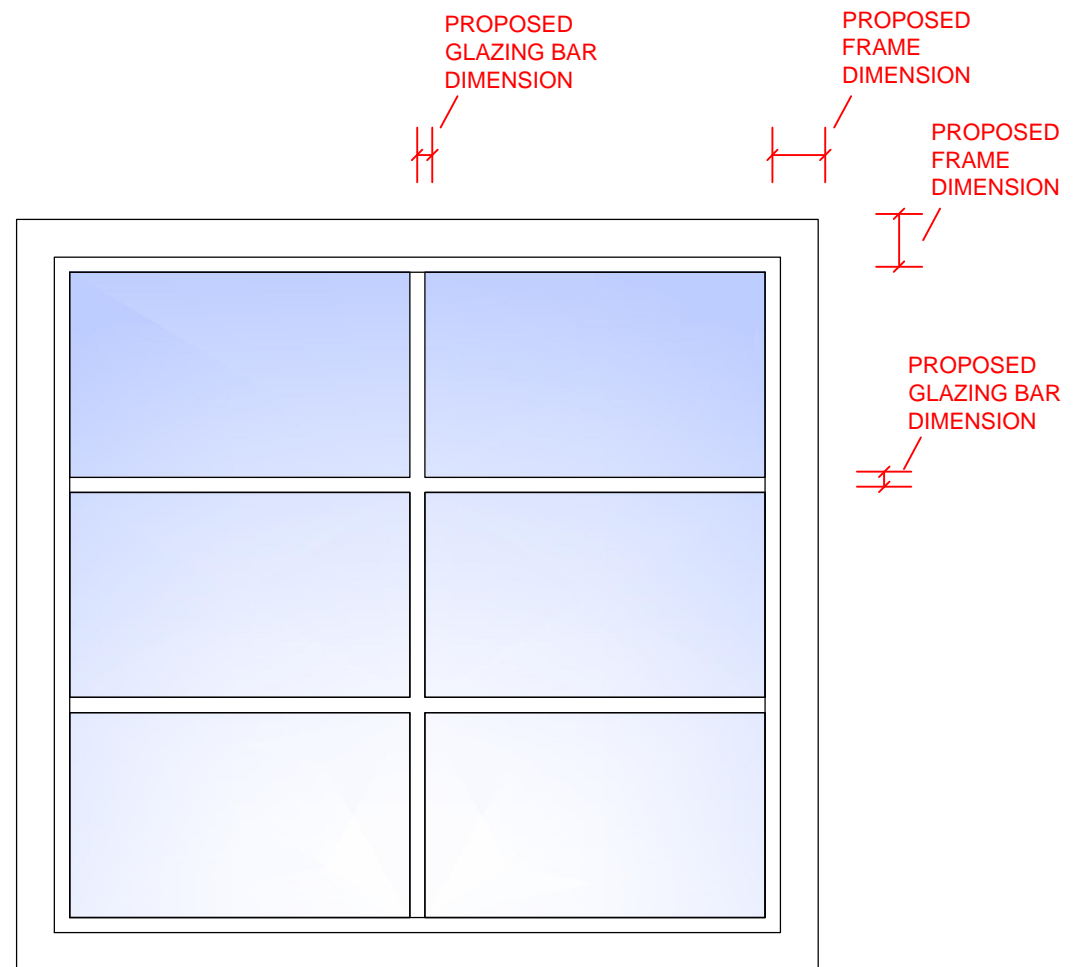 PROPOSED
GLAZING BAR
DIMENSION
PROPOSED
FRAME
DIMENSION
PROPOSED
FRAME
DIMENSION
PROPOSED
GLAZING BAR
DIMENSION